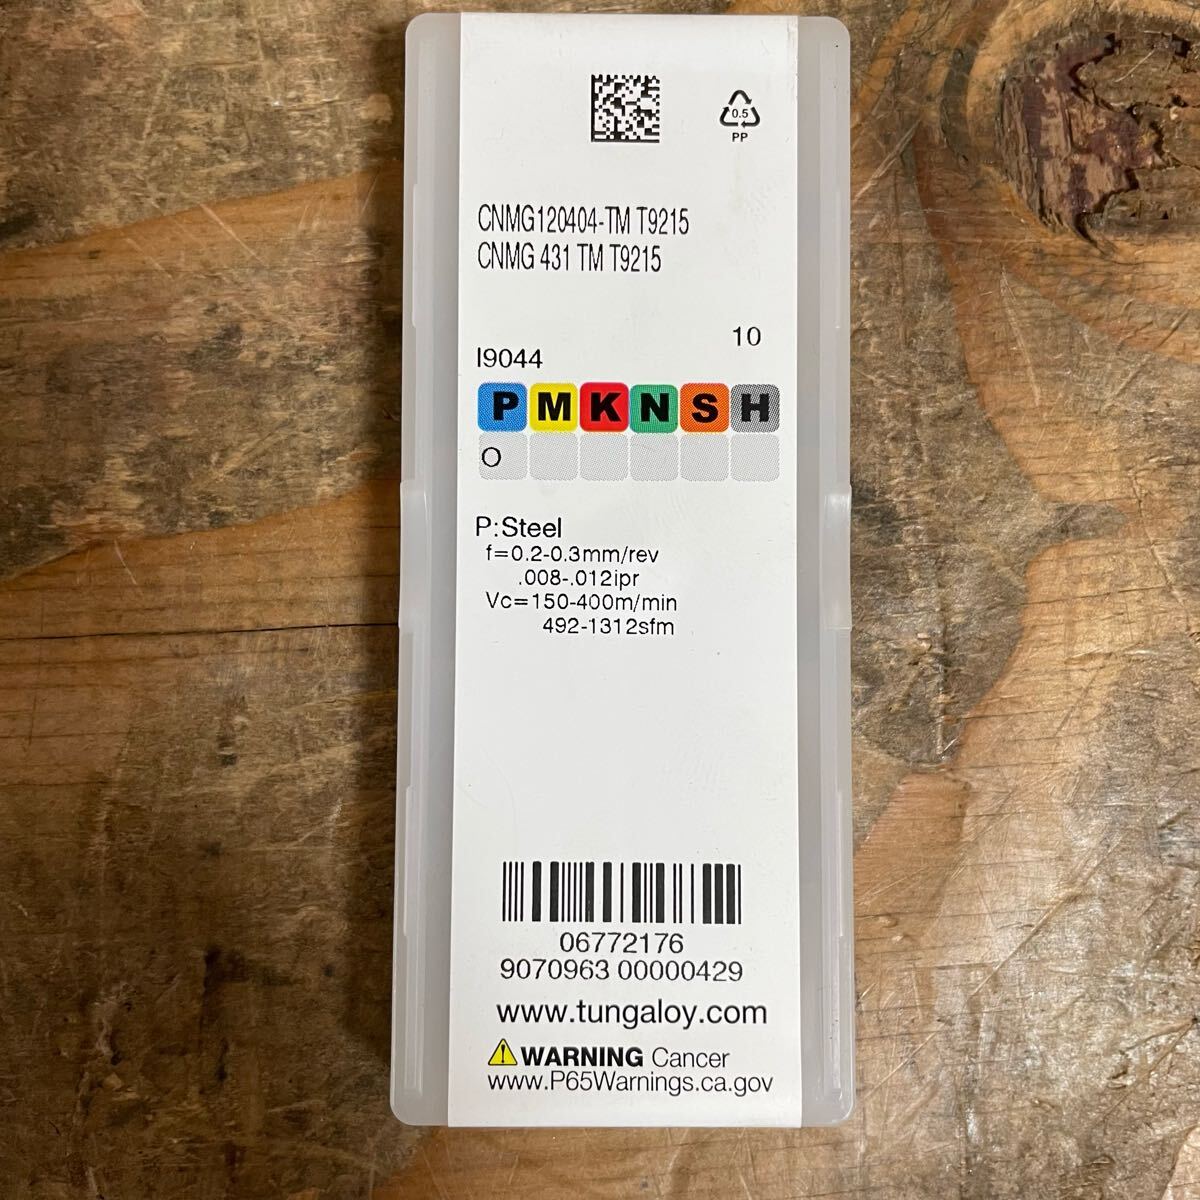 0.5
PP
CNMG120404-TM T9215
CNMG 431 TM T9215
10
I9044
P M K N S H
O
P:Steel
f=0.2-0.3mm/rev
.008-.012ipr
Vc=150-400m/min
492-1312sfm
06772176
9070963 00000429
www.tungaloy.com
WARNING Cancer
www.P65Warnings.ca.gov